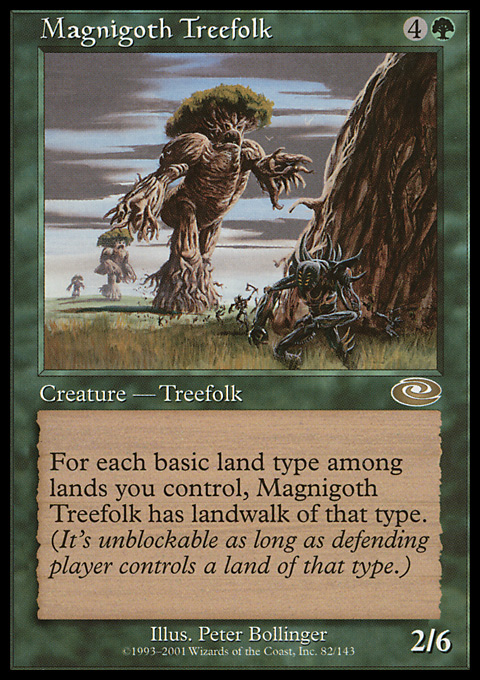 Magnigoth Treefolk 4
Creature — Treefolk
For each basic land type among
lands you control, Magnigoth
Treefolk has landwalk of that type.
(It's unblockable as long as defending
player controls a land of that type.)
Illus. Peter Bollinger
©1993–2001 Wizards of the Coast, Inc. 82/143
2/6